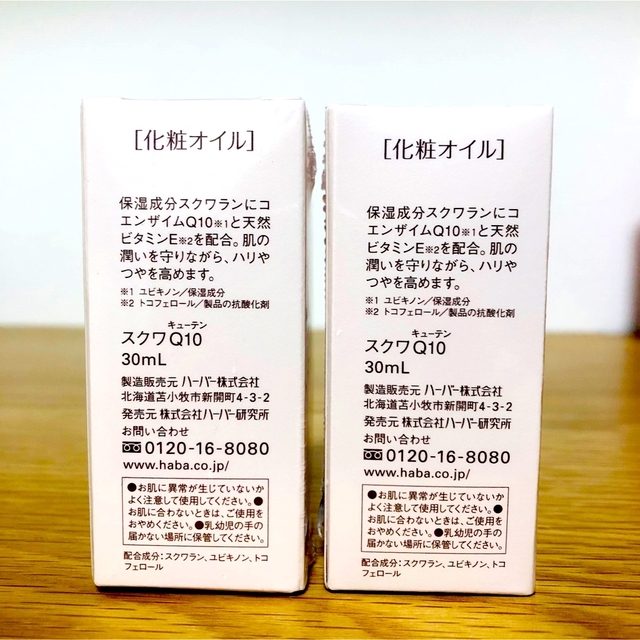 [化粧オイル]
保湿成分スクワランにコ
エンザイムQ10※1と天然
ビタミンE※2を配合。肌の
潤いを守りながら、ハリや
つやを高めます。
※1 ユビキノン/保湿成分
※2 トコフェロール/製品の抗酸化剤
キューテン
スクワQ10
30mL
製造販売元 ハーバー株式会社
北海道苫小牧市新開町4-3-2
発売元 株式会社ハーバー研究所
お問い合わせ
0120-16-8080
www.haba.co.jp/
●お肌に異常が生じていないか
よく注意して使用してください。●
お肌に合わないときは、ご使用を
おやめください。●乳幼児の手の
届かない場所に保管してください。
配合成分:スクワラン、ユビキノン、トコ
フェロール
[化粧オイル]
保湿成分スクワランにコ
エンザイムQ10※1と天然
ビタミンE※2を配合。肌の
潤いを守りながら、ハリや
つやを高めます。
※1 ユビキノン/保湿成分
※2 トコフェロール/製品の抗酸化剤
キューテン
スクワQ10
30mL
製造販売元 ハーバー株式会社
北海道苫小牧市新開町4-3-2
発売元 株式会社ハーバー研究所
お問い合わせ
0120-16-8080
www.haba.co.jp/
●お肌に異常が生じていないか
よく注意して使用してください。●
お肌に合わないときは、ご使用を
おやめください。●乳幼児の手の
届かない場所に保管してください。
配合成分:スクワラン、ユビキノン、トコ
フェロール